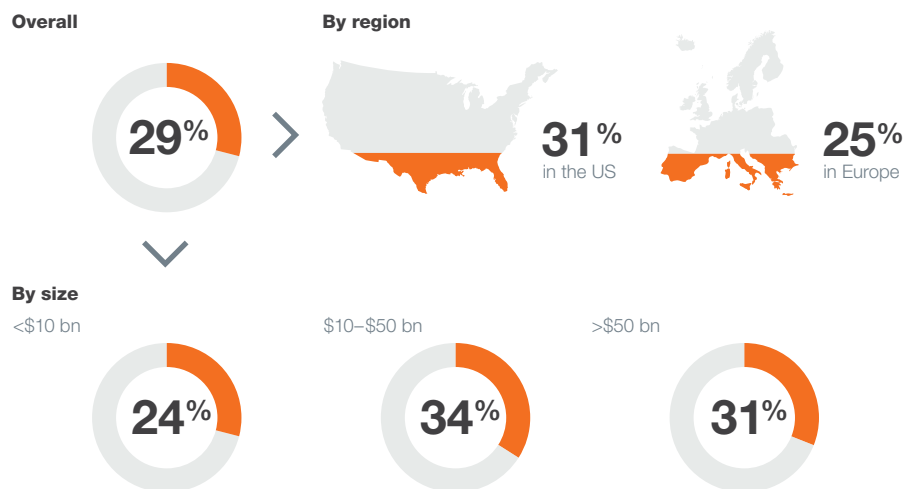 Overall
29%
By region
31%
in the US
25%
in Europe
By size
<$10 bn
24%
$10–$50 bn
34%
>$50 bn
31%